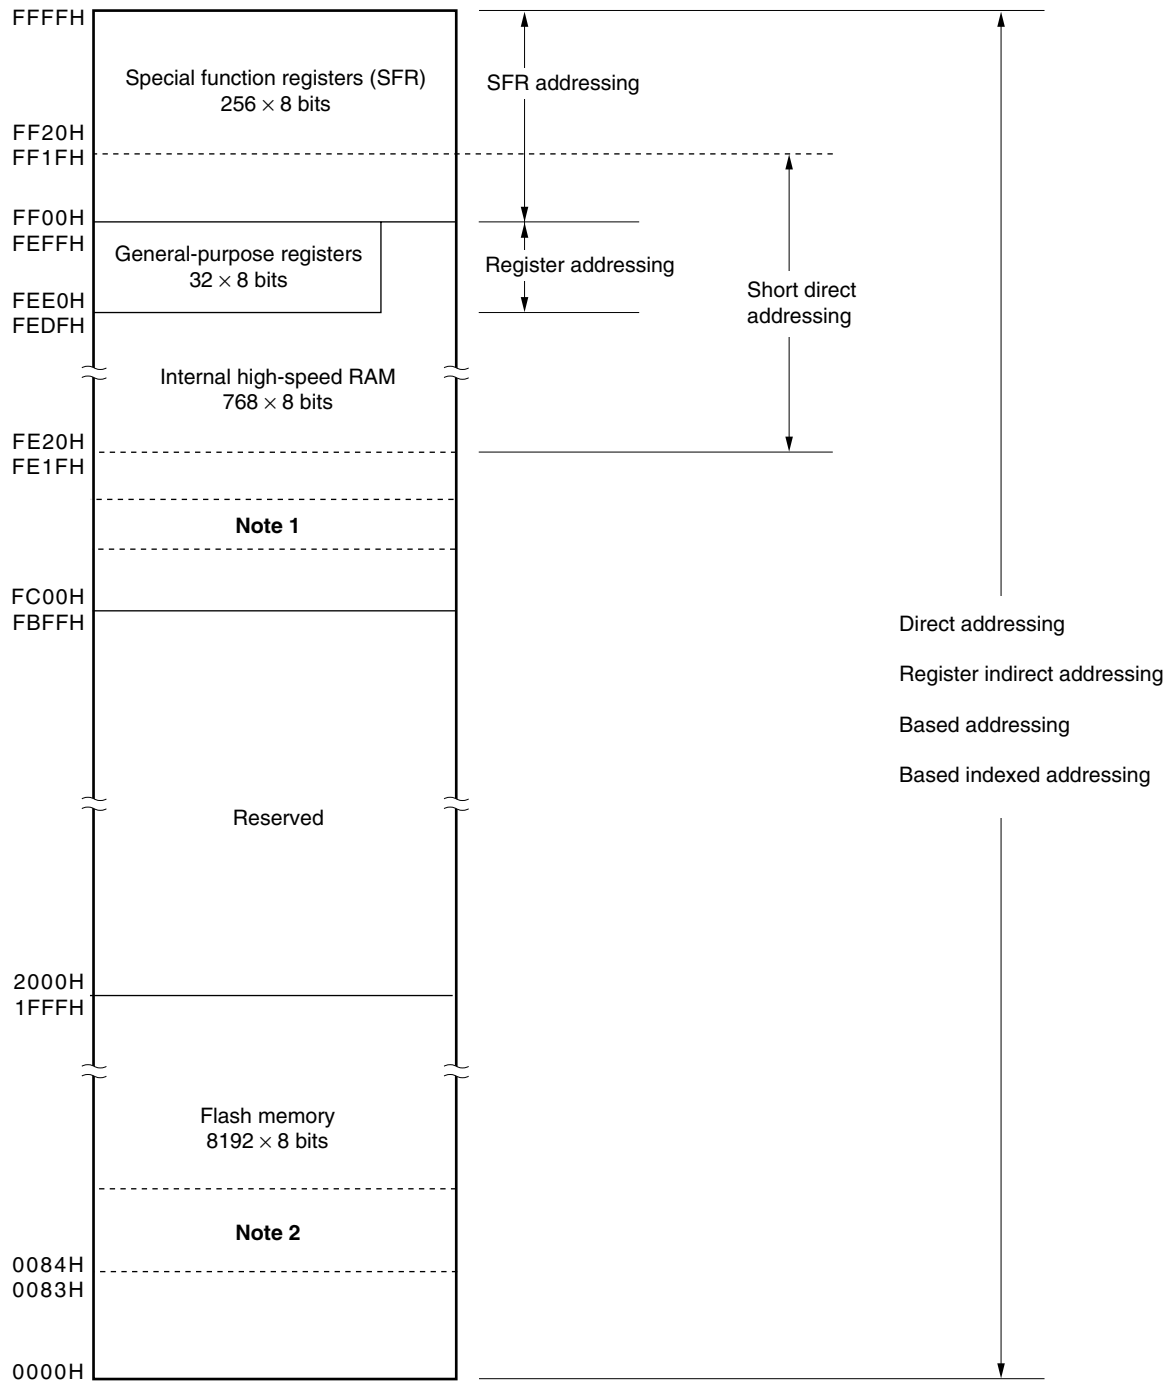 FFFFH
Special function registers (SFR)
256 × 8 bits
SFR addressing
FF20H
FF1FH
FF00H
FEFFH
General-purpose registers
32 × 8 bits
Register addressing
Short direct
addressing
FEE0H
FEDFH
Internal high-speed RAM
768 × 8 bits
FE20H
FE1FH
Note 1
FC00H
FBFFH
Direct addressing
Register indirect addressing
Based addressing
Based indexed addressing
Reserved
2000H
1FFFH
Flash memory
8192 × 8 bits
Note 2
0084H
0083H
0000H